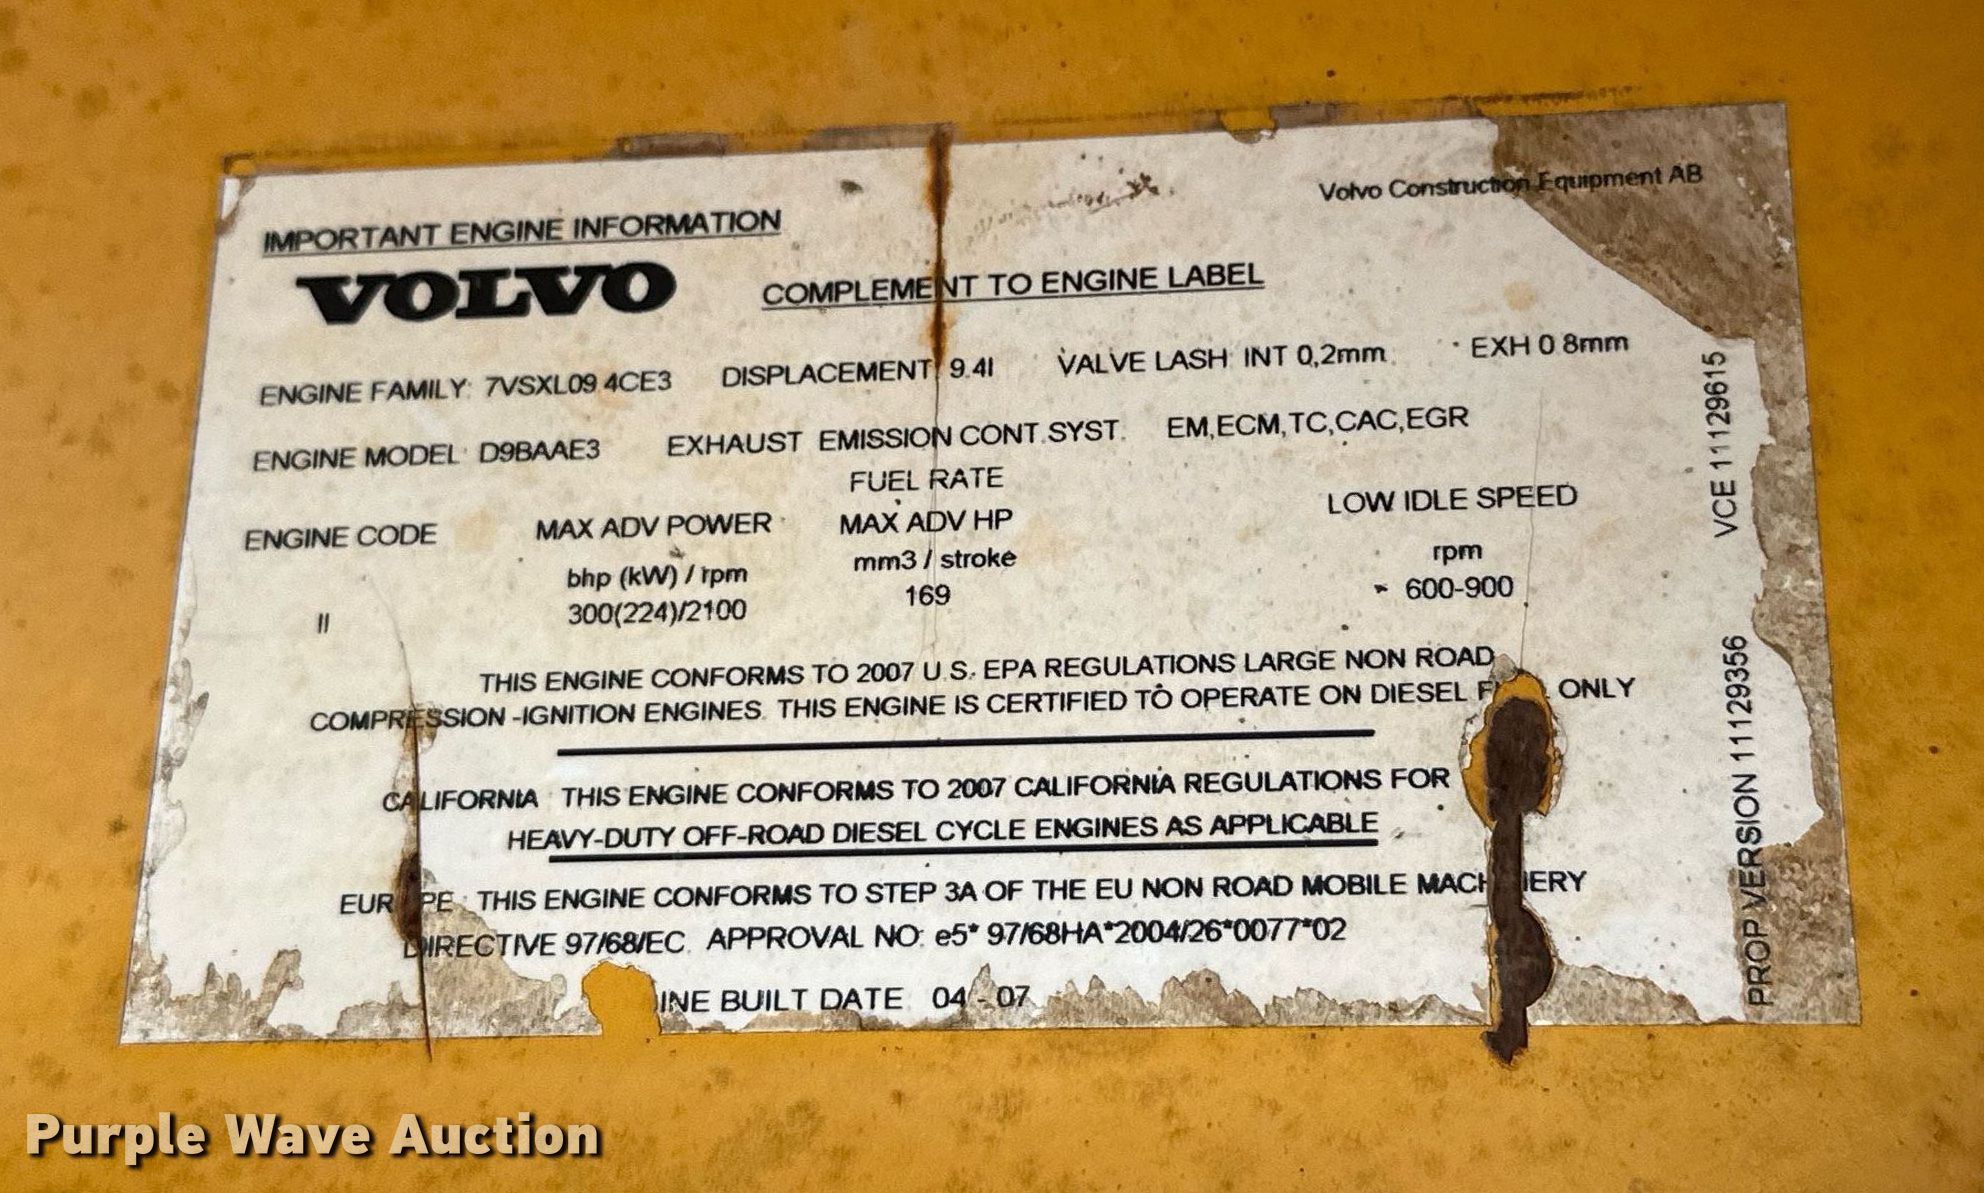 Volvo Construction Equipment AB
IMPORTANT ENGINE INFORMATION
VOLVO
COMPLEMENT TO ENGINE LABEL
ENGINE FAMILY: 7VSXL09.4CE3 DISPLACEMENT 9.4l VALVE LASH INT 0,2mm EXH 0.8mm
ENGINE MODEL: D9BAAE3 EXHAUST EMISSION CONT.SYST. EM,ECM,TC,CAC,EGR
FUEL RATE
ENGINE CODE MAX ADV POWER MAX ADV HP LOW IDLE SPEED
bhp (kW) / rpm mm3 / stroke rpm
II 300(224)/2100 169 600-900
THIS ENGINE CONFORMS TO 2007 U.S. EPA REGULATIONS LARGE NON ROAD
COMPRESSION -IGNITION ENGINES. THIS ENGINE IS CERTIFIED TO OPERATE ON DIESEL ONLY
CALIFORNIA THIS ENGINE CONFORMS TO 2007 CALIFORNIA REGULATIONS FOR
HEAVY-DUTY OFF-ROAD DIESEL CYCLE ENGINES AS APPLICABLE
EUROPE : THIS ENGINE CONFORMS TO STEP 3A OF THE EU NON ROAD MOBILE MACHINERY
DIRECTIVE 97/68/EC. APPROVAL NO: e5* 97/68HA*2004/26*0077*02
INE BUILT DATE 04 - 07
VCE 11129615
PROP VERSION 11129356
Purple Wave Auction